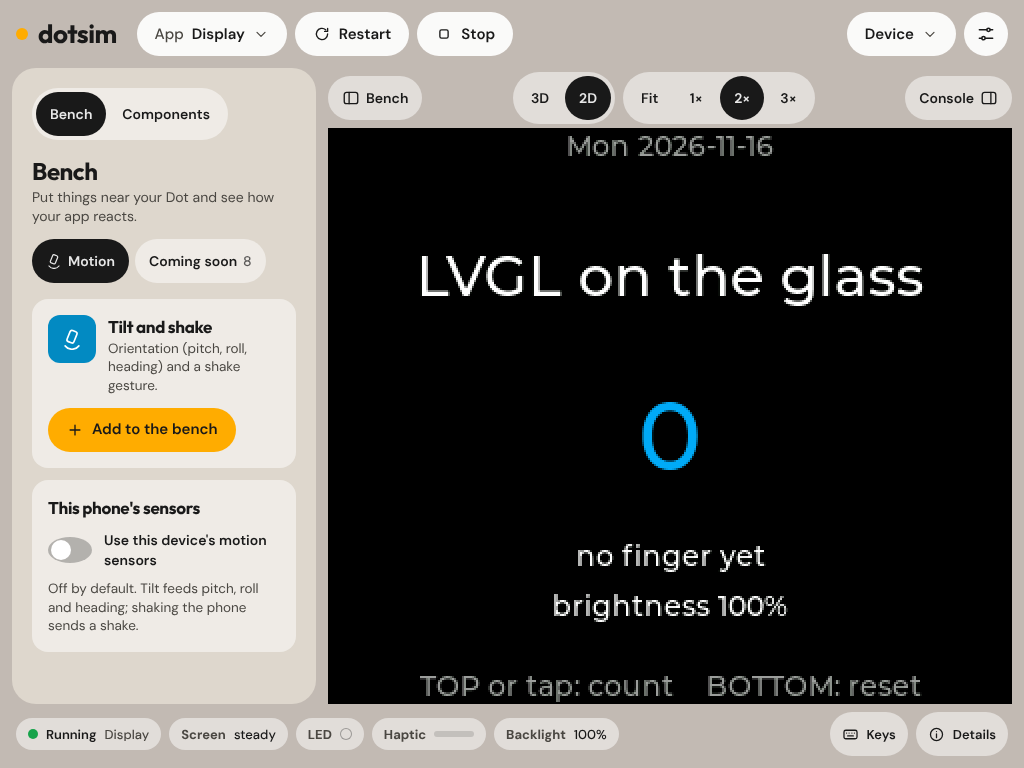 dotsim
App Display
Restart
Stop
Device
Bench
Components
Bench
Put things near your Dot and see how
your app reacts.
Motion
Coming soon 8
Tilt and shake
Orientation (pitch, roll,
heading) and a shake
gesture.
Add to the bench
This phone's sensors
Use this device's motion
sensors
Off by default. Tilt feeds pitch, roll
and heading; shaking the phone
sends a shake.
Bench
3D
2D
Fit
1×
2×
3×
Console
Mon 2026-11-16
LVGL on the glass
0
no finger yet
brightness 100%
TOP or tap: count BOTTOM: reset
Running Display
Screen steady
LED
Haptic
Backlight 100%
Keys
Details